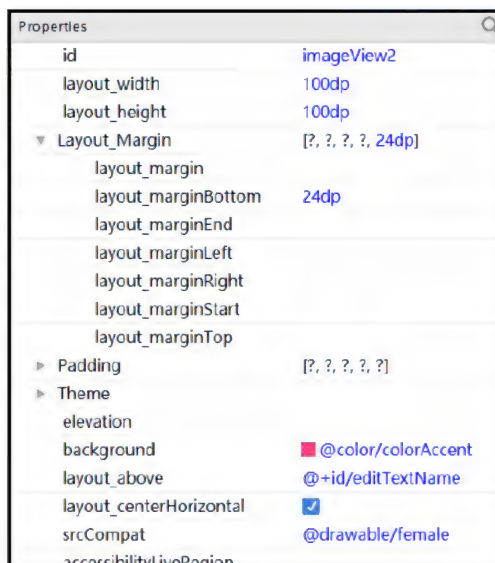 Properties
id imageView2
layout_width 100dp
layout_height 100dp
Layout_Margin [?, ?, ?, ?, 24dp]
layout_margin
layout_marginBottom 24dp
layout_marginEnd
layout_marginLeft
layout_marginRight
layout_marginStart
layout_marginTop
Padding [?, ?, ?, ?, ?]
Theme
elevation
background @color/colorAccent
layout_above @+id/editTextName
layout_centerHorizontal
srcCompat @drawable/female
accessibilityLiveRegion